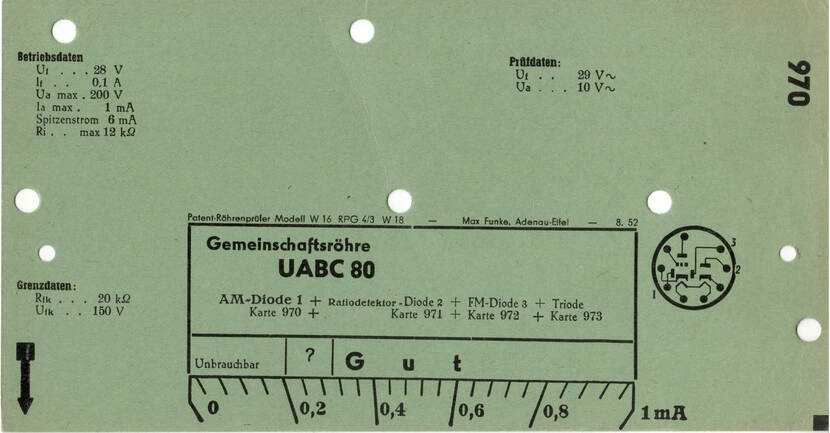 Betriebsdaten
Uf . . . 28 V
If . . 0,1 A
Ua max . 200 V
Ia max . 1 mA
Spitzenstrom 6 mA
Ri . . max 12 kΩ
Prüfdaten:
Uf . . 29 V~
Ua . . . 10 V~
970
Patent-Röhrenprüfer Modell W 16 RPG 4/3 W 18 — Max Funke, Adenau-Eifel — 8. 52
Gemeinschaftsröhre
UABC 80
AM-Diode 1 + Ratiodetektor-Diode 2 + FM-Diode 3 + Triode
Karte 970 + Karte 971 + Karte 972 + Karte 973
3
2
1
Grenzdaten:
Rfk . . . 20 kΩ
Ufk . . . 150 V
Unbrauchbar ? Gut
0 0,2 0,4 0,6 0,8 1 mA